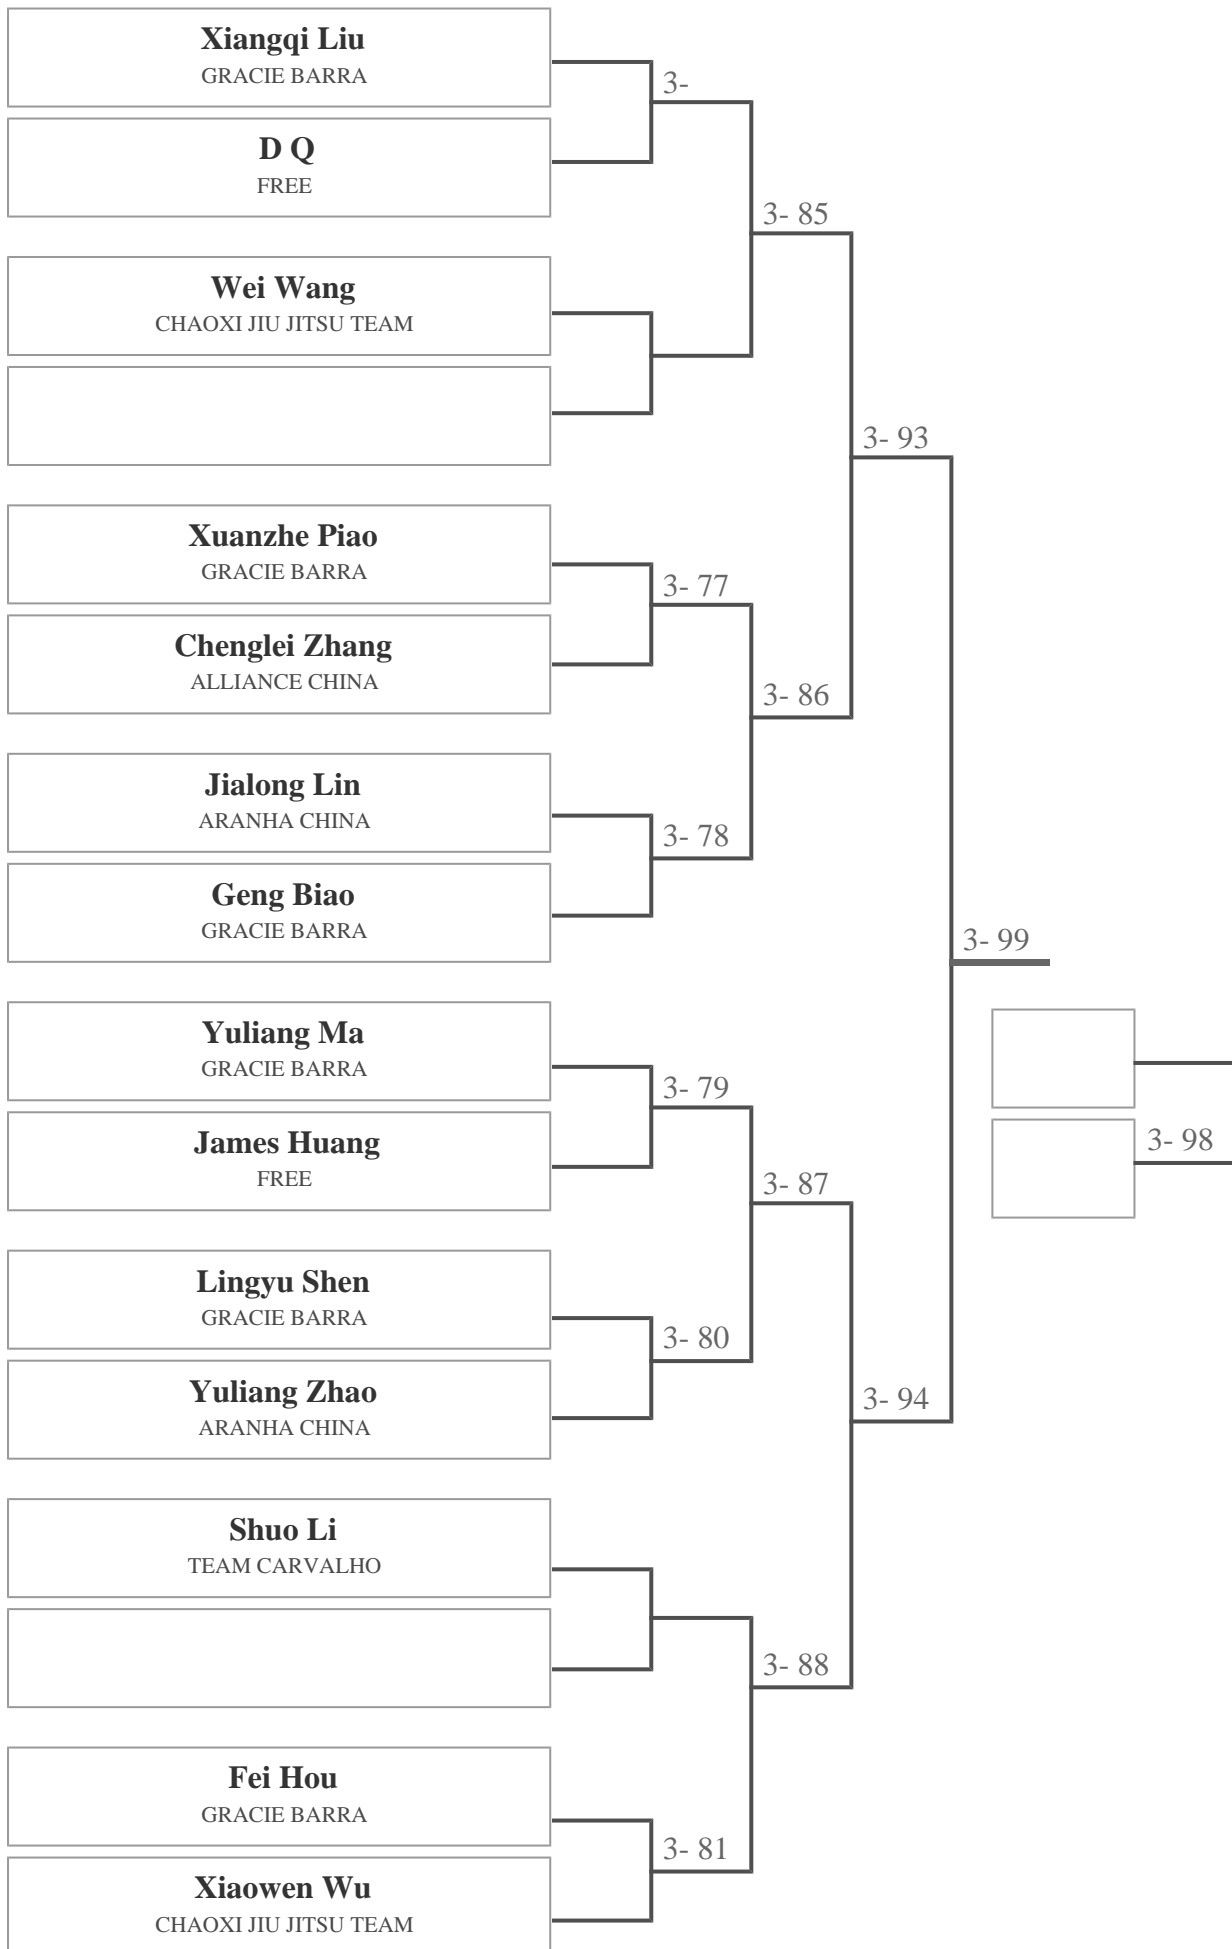 Xiangqi Liu
GRACIE BARRA
3-
D Q
FREE
3- 85
Wei Wang
CHAOXI JIU JITSU TEAM
3- 93
Xuanzhe Piao
GRACIE BARRA
3- 77
Chenglei Zhang
ALLIANCE CHINA
3- 86
Jialong Lin
ARANHA CHINA
3- 78
Geng Biao
GRACIE BARRA
3- 99
Yuliang Ma
GRACIE BARRA
3- 79
James Huang
FREE
3- 98
3- 87
Lingyu Shen
GRACIE BARRA
3- 80
Yuliang Zhao
ARANHA CHINA
3- 94
Shuo Li
TEAM CARVALHO
3- 88
Fei Hou
GRACIE BARRA
3- 81
Xiaowen Wu
CHAOXI JIU JITSU TEAM